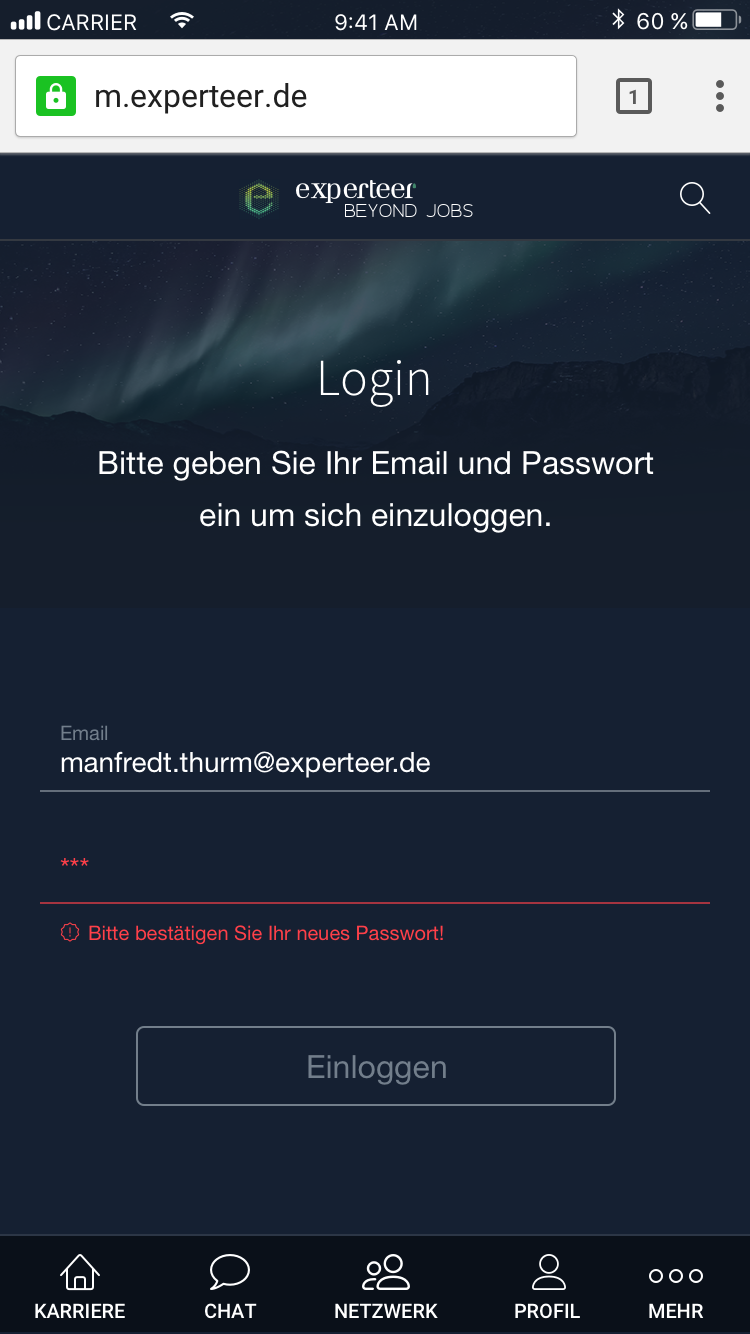 CARRIER 9:41 AM 60 %
m.experteer.de 1
experteer
BEYOND JOBS
Login
Bitte geben Sie Ihr Email und Passwort
ein um sich einzuloggen.
Email
manfredt.thurm@experteer.de
***
Bitte bestätigen Sie Ihr neues Passwort!
Einloggen
KARRIERE CHAT NETZWERK PROFIL MEHR